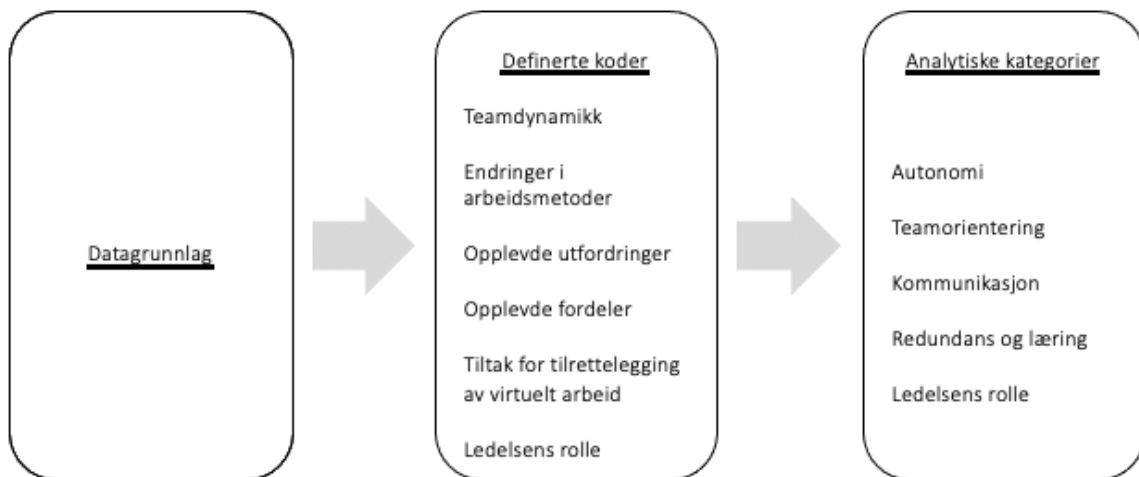 Datagrunnlag
Definerte koder
Teamdynamikk
Endringer i
arbeidsmetoder
Opplevde utfordringer
Opplevde fordeler
Tiltak for tilrettelegging
av virtuelt arbeid
Ledelsens rolle
Analytiske kategorier
Autonomi
Teamorientering
Kommunikasjon
Redundans og læring
Ledelsens rolle